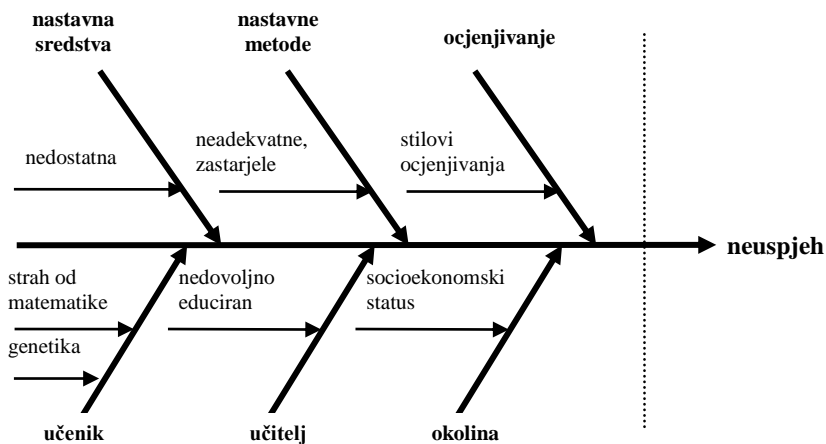 nastavna
sredstva
nastavne
metode
ocjenjivanje
nedostatna
neadekvatne,
zastarjele
stilovi
ocjenjivanja
neuspjeh
strah od
matematike
genetika
nedovoljno
educiran
socioekonomski
status
učenik
učitelj
okolina